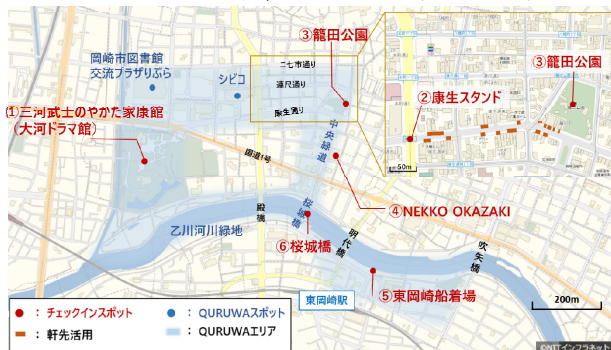 岡崎市図書館
交流プラザりぶら
シビコ
二七市通り
連尺通り
康生通り
③籠田公園
③籠田公園
②康生スタンド
50m
①三河武士のやかた家康館
（大河ドラマ館）
国道1号
中央緑道
④NEKKO OKAZAKI
殿橋
桜城橋
乙川河川緑地
⑥桜城橋
明代橋
吹矢橋
⑤東岡崎船着場
東岡崎駅
200m
： チェックインスポット
： QURUWAスポット
： 軒先活用
： QURUWAエリア
©NTTインフラネット